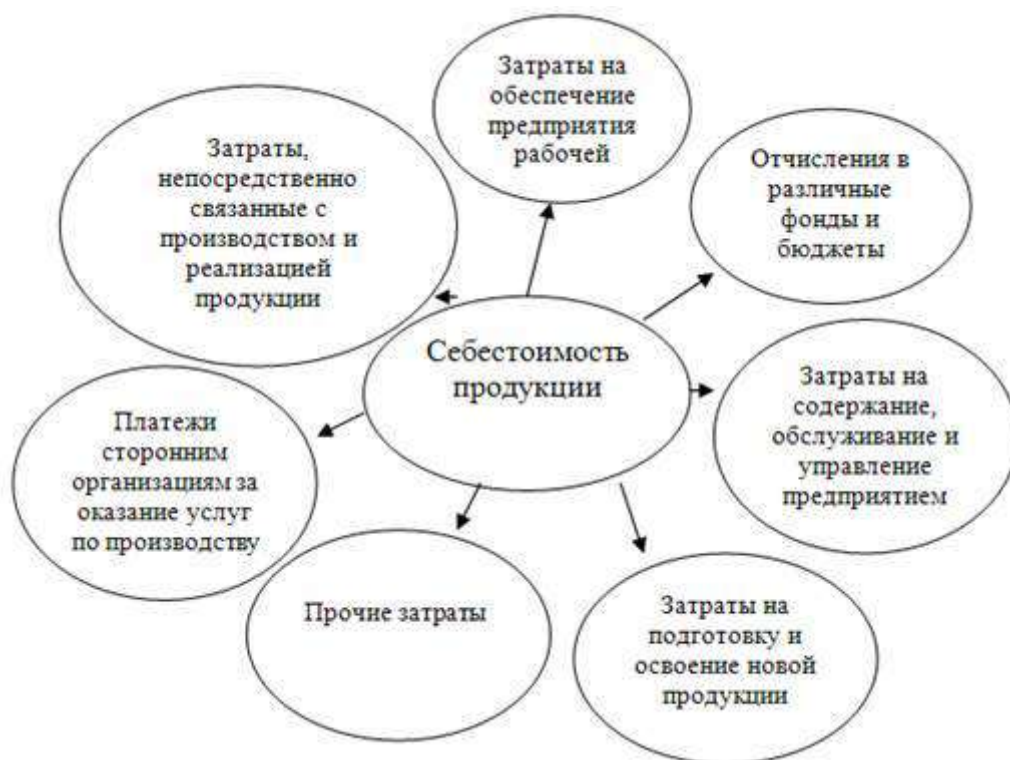 Затраты на
обеспечение
предприятия
рабочей
Затраты,
непосредственно
связанные с
производством и
реализацией
продукции
Отчисления в
различные
фонды и
бюджеты
Себестоимость
продукции
Затраты на
содержание,
обслуживание и
управление
предприятием
Платежи
сторонним
организациям за
оказание услуг
по производству
Прочие затраты
Затраты на
подготовку и
освоение новой
продукции